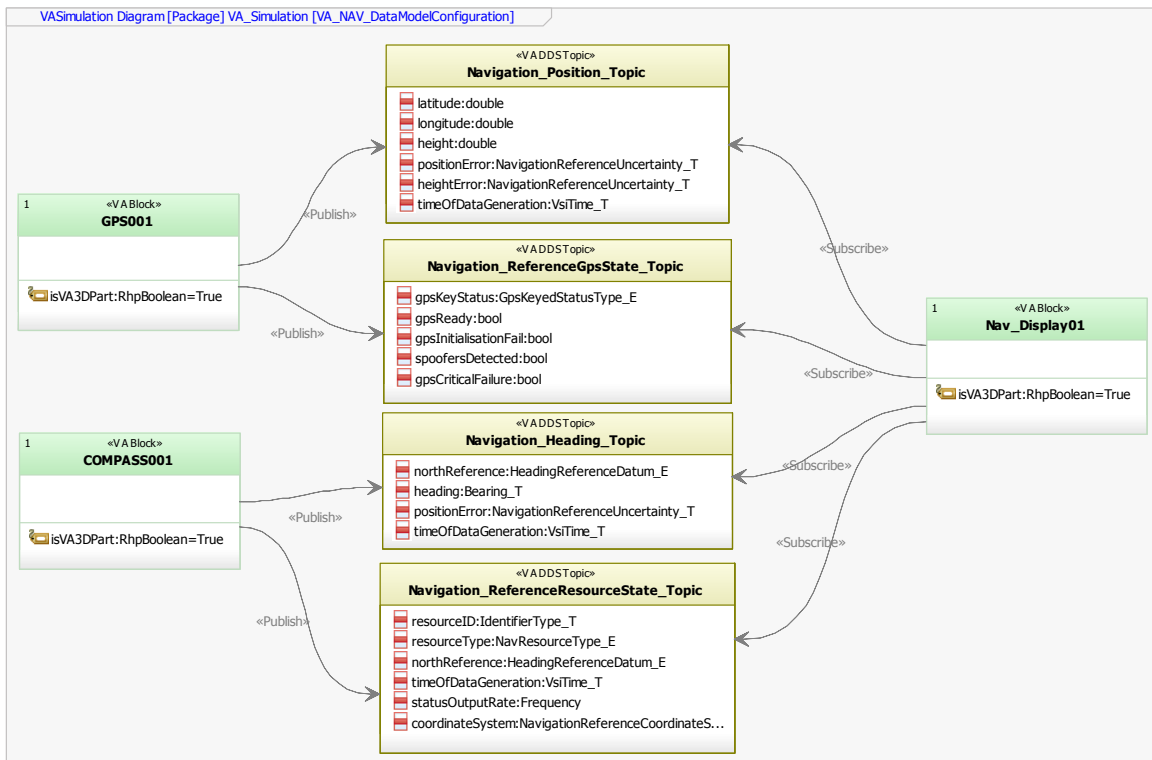 VASimulation Diagram [Package] VA_Simulation [VA_NAV_DataModelConfiguration]
«VADDSTopic»
Navigation_Position_Topic
latitude:double
longitude:double
height:double
positionError:NavigationReferenceUncertainty_T
heightError:NavigationReferenceUncertainty_T
timeOfDataGeneration:VsiTime_T
1
«VABlock»
GPS001
isVA3DPart:RhpBoolean=True
«Publish»
«Publish»
«VADDSTopic»
Navigation_ReferenceGpsState_Topic
gpsKeyStatus:GpsKeyedStatusType_E
gpsReady:bool
gpsInitialisationFail:bool
spoofersDetected:bool
gpsCriticalFailure:bool
«Subscribe»
«Subscribe»
«Subscribe»
«Subscribe»
1
«VABlock»
Nav_Display01
isVA3DPart:RhpBoolean=True
1
«VABlock»
COMPASS001
isVA3DPart:RhpBoolean=True
«Publish»
«Publish»
«VADDSTopic»
Navigation_Heading_Topic
northReference:HeadingReferenceDatum_E
heading:Bearing_T
positionError:NavigationReferenceUncertainty_T
timeOfDataGeneration:VsiTime_T
«VADDSTopic»
Navigation_ReferenceResourceState_Topic
resourceID:IdentifierType_T
resourceType:NavResourceType_E
northReference:HeadingReferenceDatum_E
timeOfDataGeneration:VsiTime_T
statusOutputRate:Frequency
coordinateSystem:NavigationReferenceCoordinateS...